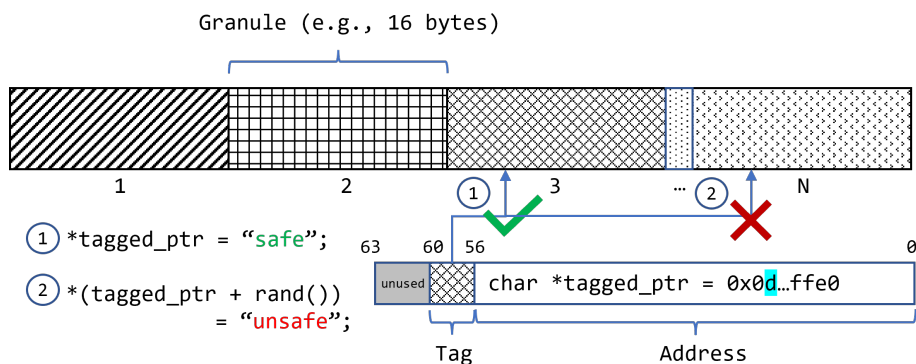 Granule (e.g., 16 bytes)
1 2 3 … N
1 2
1 *tagged_ptr = “safe”;
2 *(tagged_ptr + rand())
= “unsafe”;
63 60 56 0
unused char *tagged_ptr = 0x0d…ffe0
Tag Address